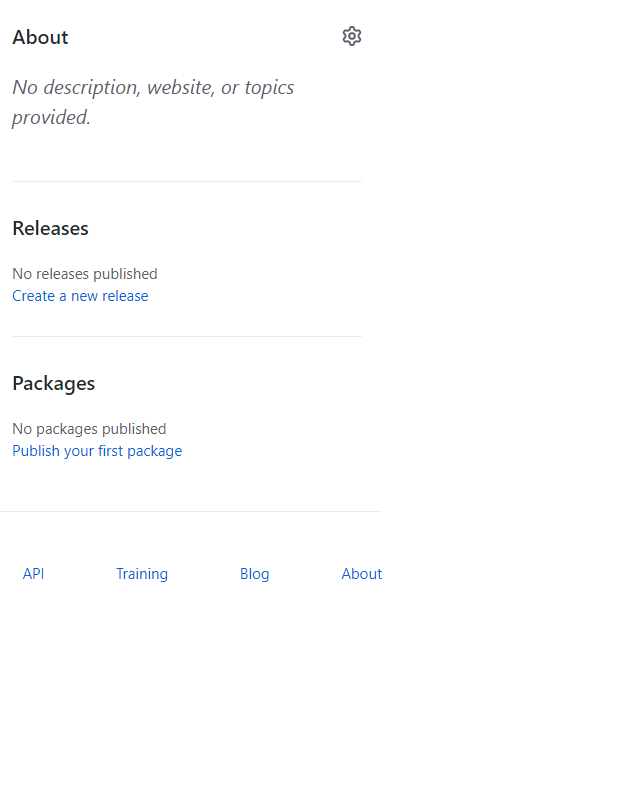 About
No description, website, or topics
provided.
Releases
No releases published
Create a new release
Packages
No packages published
Publish your first package
API Training Blog About